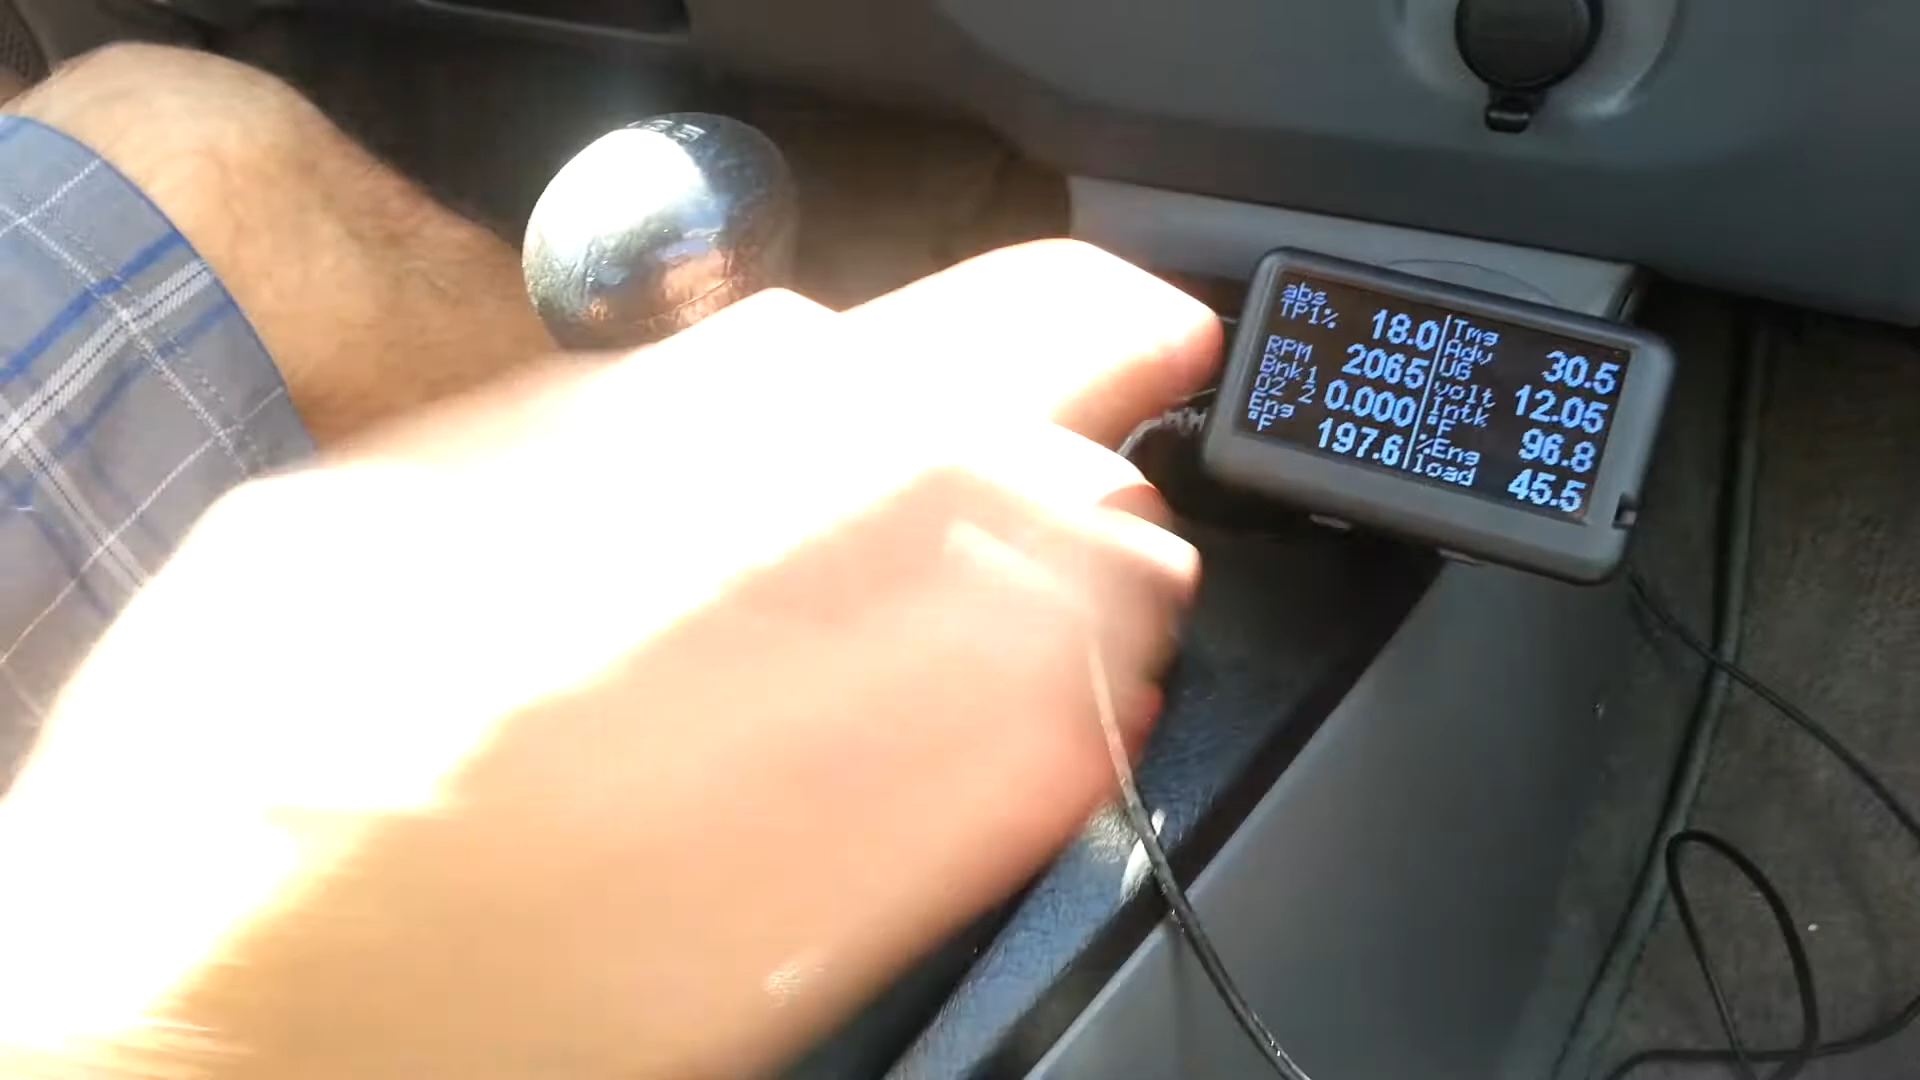 abs
TP1% 18.0
RPM 2065
Bnk1
O2 2 0.000
Eng
°F 197.6
Tmg
Adv 30.5
UG
volt 12.05
Intk
°F 96.8
%Eng
load 45.5